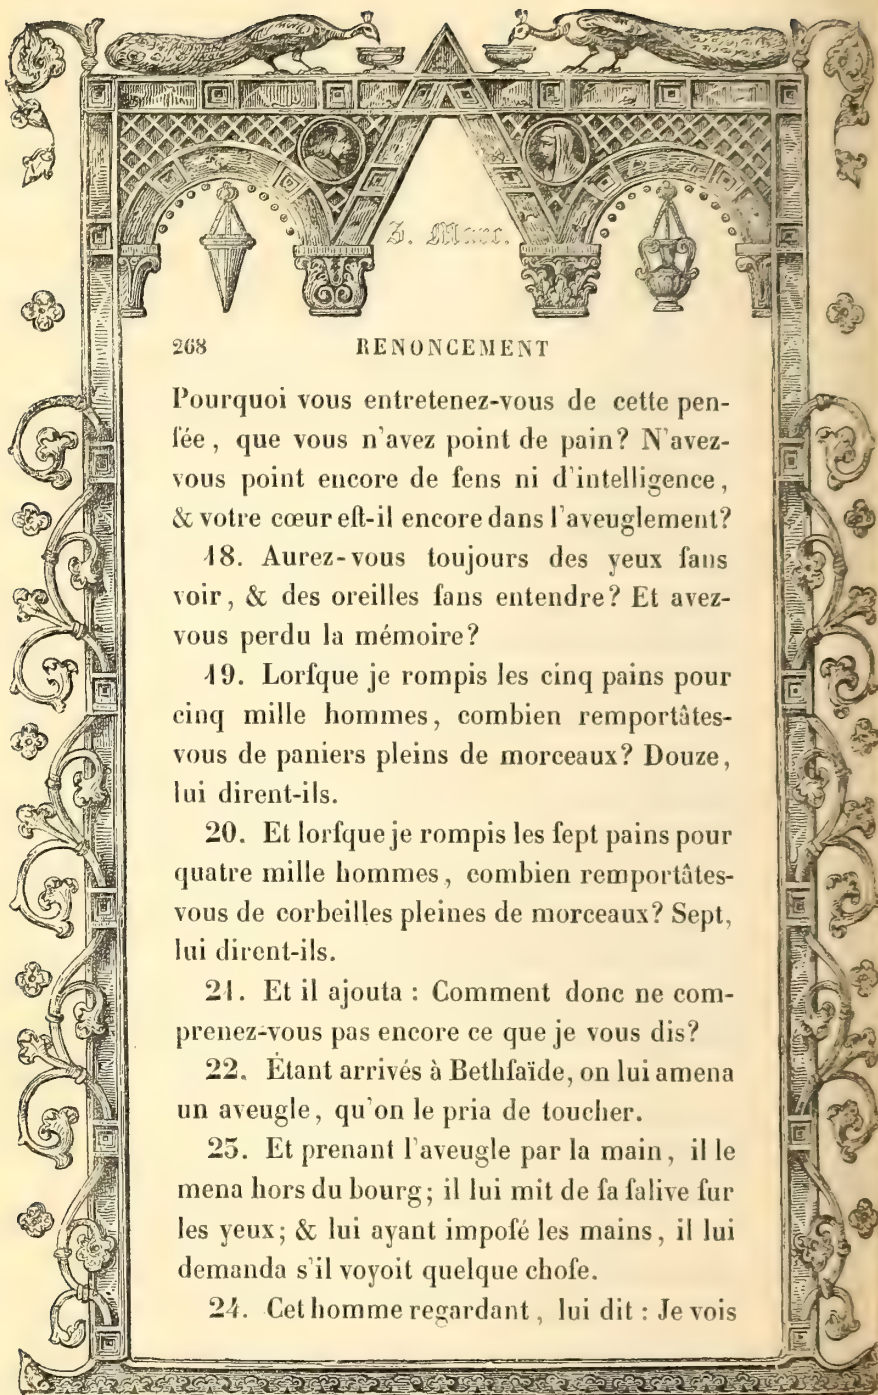 S. Marc.
268 RENONCEMENT
Pourquoi vous entretenez-vous de cette pen-
ſée, que vous n'avez point de pain? N'avez-
vous point encore de ſens ni d'intelligence,
& votre cœur eſt-il encore dans l'aveuglement?
18. Aurez-vous toujours des yeux ſans
voir, & des oreilles ſans entendre? Et avez-
vous perdu la mémoire?
19. Lorſque je rompis les cinq pains pour
cinq mille hommes, combien remportâtes-
vous de paniers pleins de morceaux? Douze,
lui dirent-ils.
20. Et lorſque je rompis les ſept pains pour
quatre mille hommes, combien remportâtes-
vous de corbeilles pleines de morceaux? Sept,
lui dirent-ils.
21. Et il ajouta : Comment donc ne com-
prenez-vous pas encore ce que je vous dis?
22. Étant arrivés à Bethſaïde, on lui amena
un aveugle, qu'on le pria de toucher.
23. Et prenant l'aveugle par la main, il le
mena hors du bourg; il lui mit de ſa ſalive ſur
les yeux; & lui ayant impoſé les mains, il lui
demanda s'il voyoit quelque choſe.
24. Cet homme regardant, lui dit : Je vois